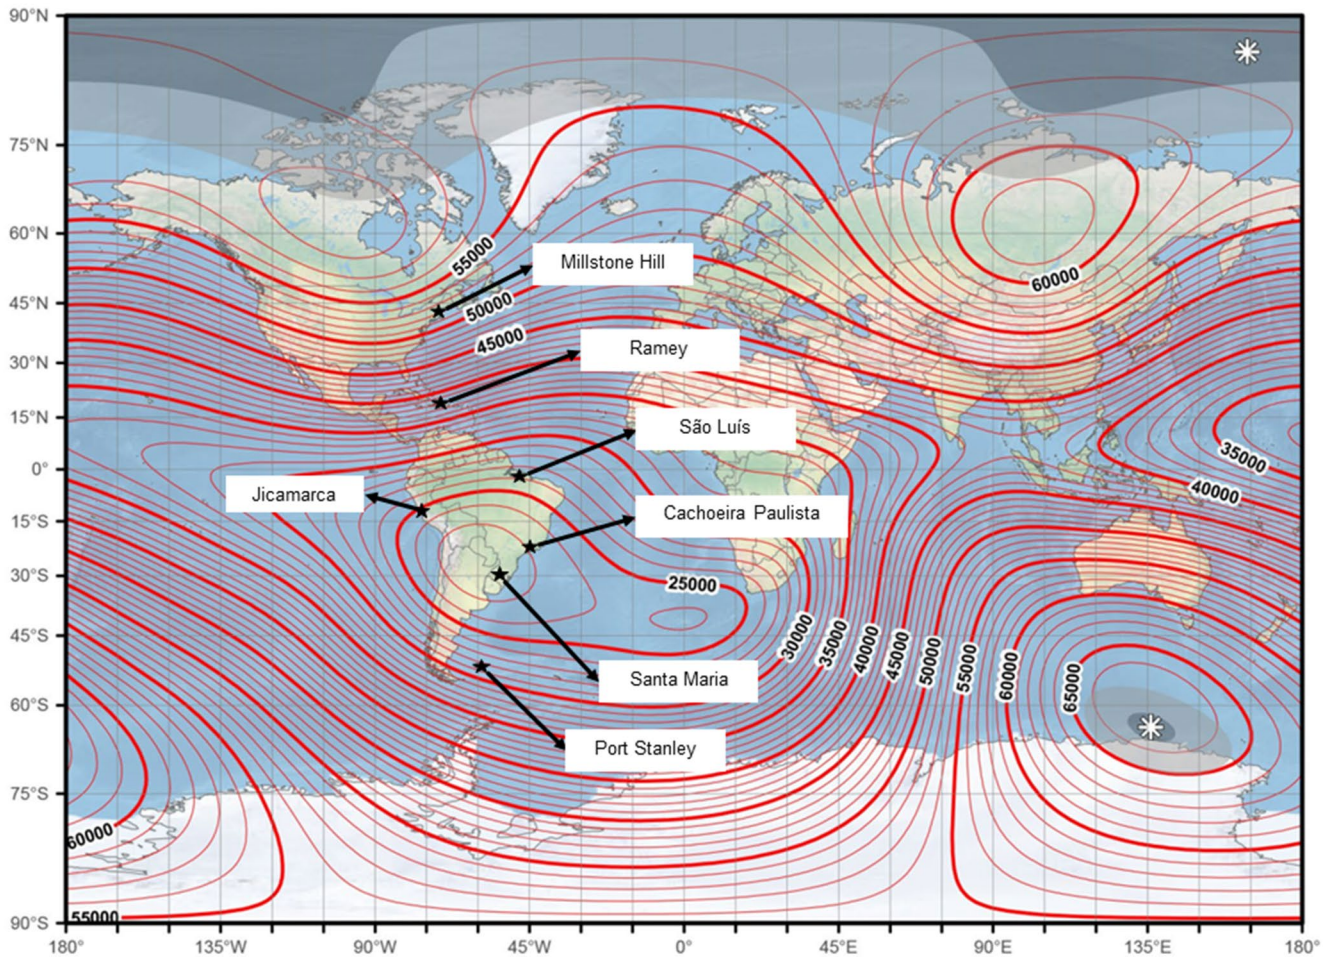 90°N
75°N
55000
60°N
Millstone Hill
60000
50000
45°N
45000
Ramey
30°N
São Luís
15°N
35000
0°
40000
Jicamarca
Cachoeira Paulista
15°S
25000
30°S
30000
35000
40000
45000
50000
55000
60000
65000
45°S
Santa Maria
60°S
Port Stanley
75°S
60000
55000
90°S
180°
135°W
90°W
45°W
0°
45°E
90°E
135°E
180°